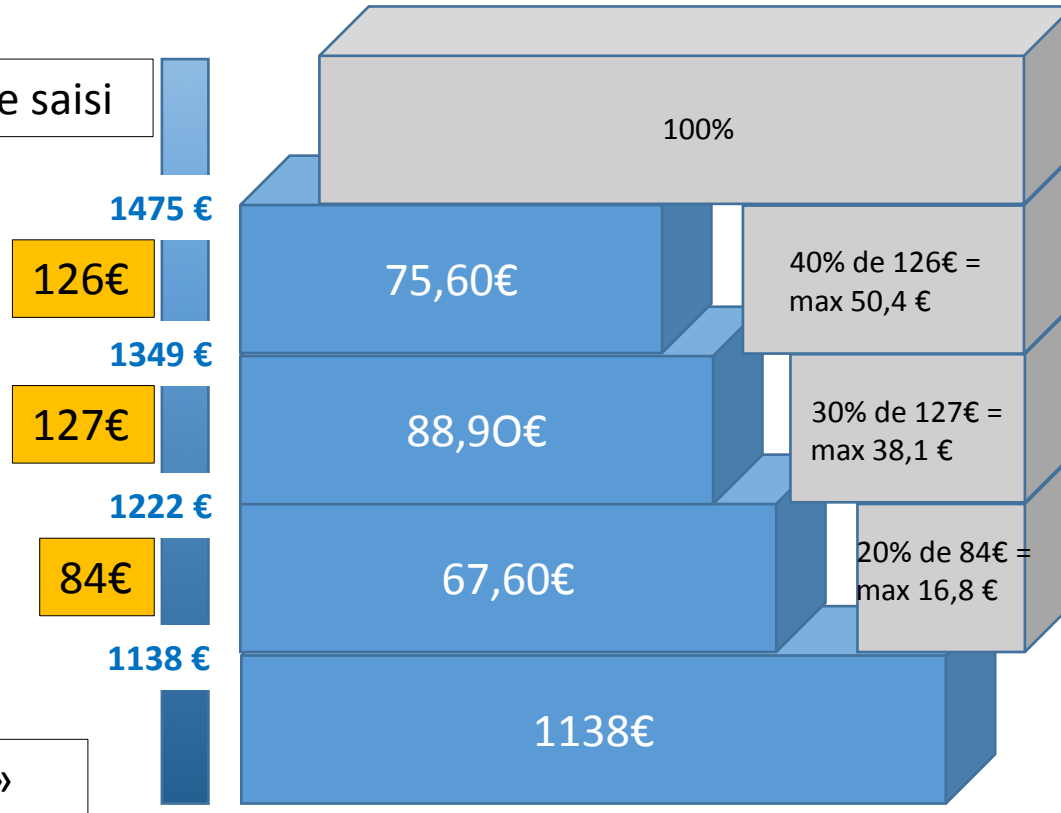 e saisi
100%
1475 €
126€
75,60€
40% de 126€ =
max 50,4 €
1349 €
127€
88,9O€
30% de 127€ =
max 38,1 €
1222 €
84€
67,60€
20% de 84€ =
max 16,8 €
1138 €
1138€
»